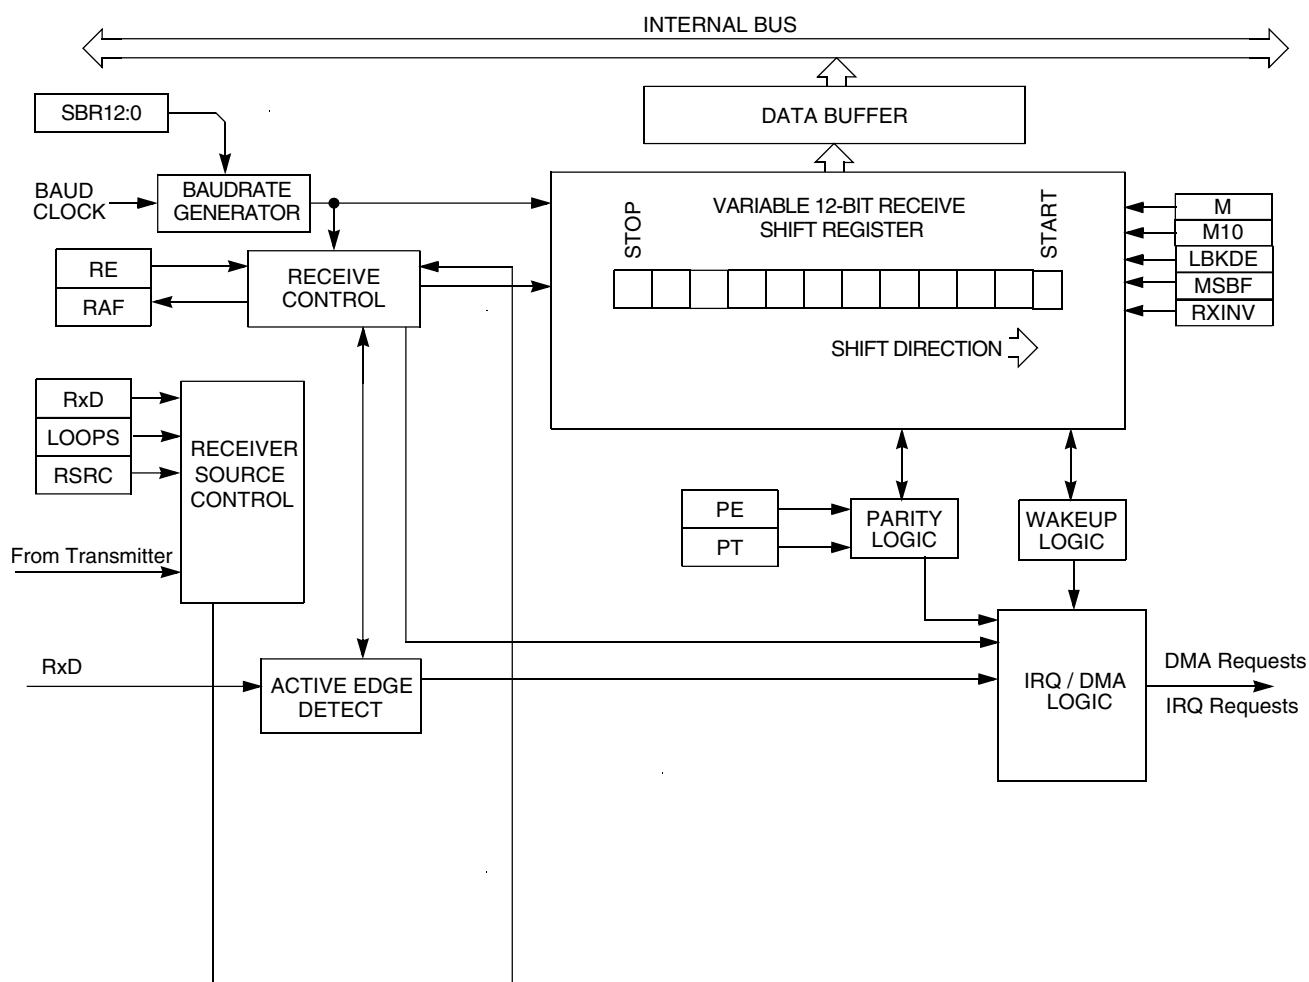 INTERNAL BUS
SBR12:0
DATA BUFFER
BAUD
CLOCK
BAUDRATE
GENERATOR
VARIABLE 12-BIT RECEIVE
SHIFT REGISTER
STOP
START
M
M10
LBKDE
MSBF
RXINV
RE
RAF
RECEIVE
CONTROL
SHIFT DIRECTION
RxD
LOOPS
RSRC
RECEIVER
SOURCE
CONTROL
From Transmitter
PE
PT
PARITY
LOGIC
WAKEUP
LOGIC
RxD
ACTIVE EDGE
DETECT
IRQ / DMA
LOGIC
DMA Requests
IRQ Requests